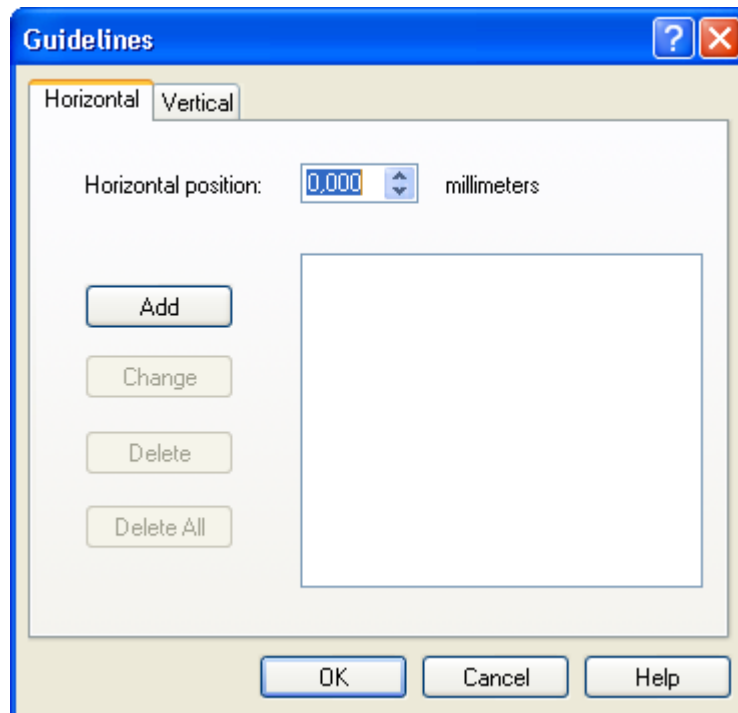 Guidelines
Horizontal Vertical
Horizontal position: 0,000 millimeters
Add
Change
Delete
Delete All
OK Cancel Help